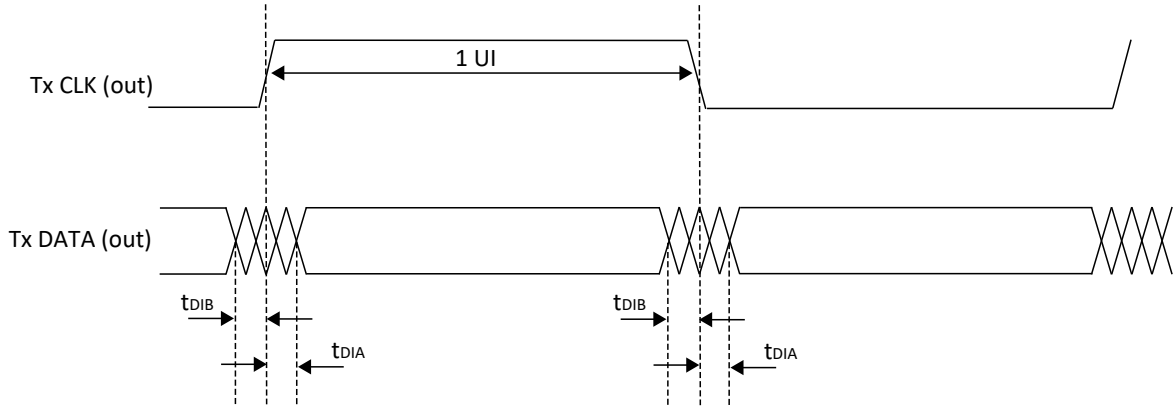 1 UI
Tx CLK (out)
Tx DATA (out)
tDIB
tDIB
tDIA
tDIA